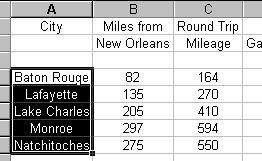 A B C
City Miles from Round Trip
New Orleans Mileage Ga
Baton Rouge 82 164
Lafayette 135 270
Lake Charles 205 410
Monroe 297 594
Natchitoches 275 550